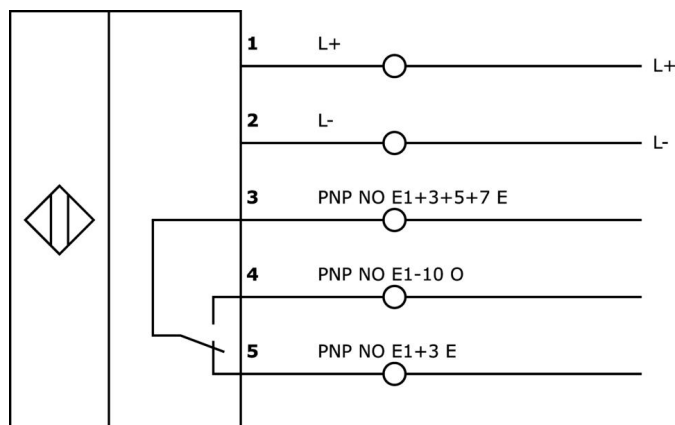 1 L+
L+
2 L-
L-
3 PNP NO E1+3+5+7 E
4 PNP NO E1-10 O
5 PNP NO E1+3 E